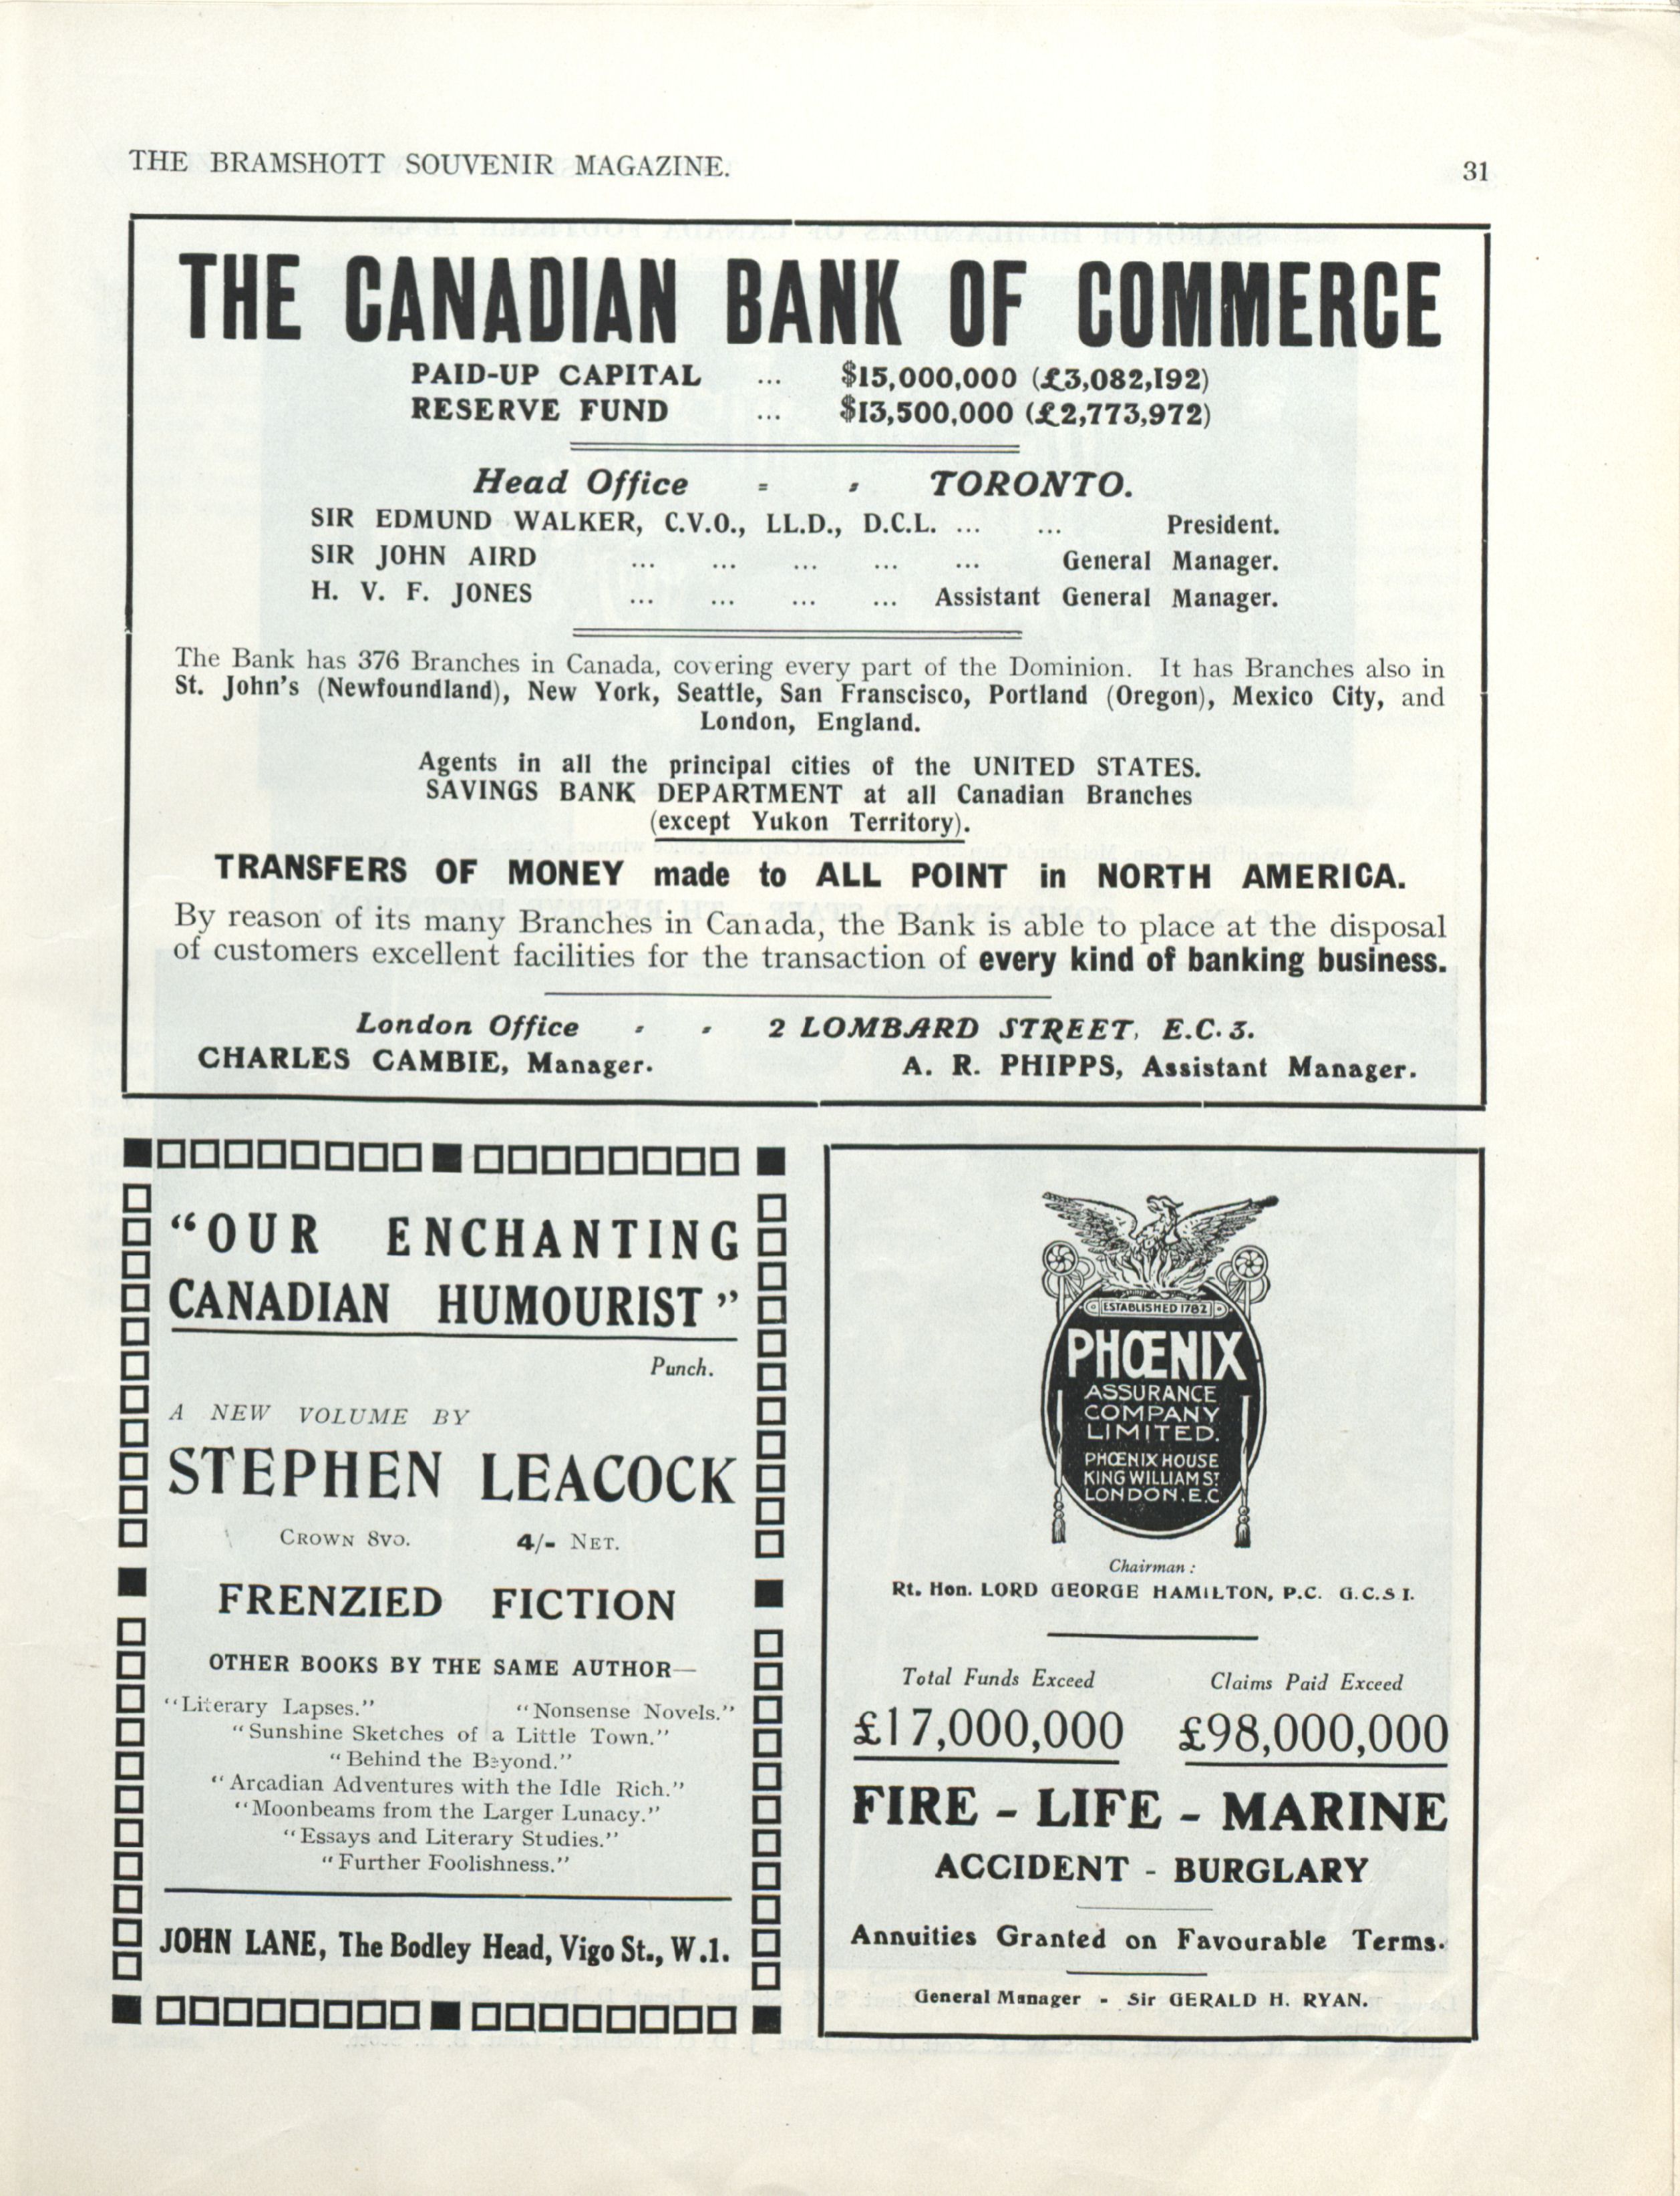 THE BRAMSHOTT SOUVENIR MAGAZINE. 31
THE CANADIAN BANK OF COMMERCE
PAID-UP CAPITAL ... $15,000,000 (£3,082,192)
RESERVE FUND ... $13,500,000 (£2,773,972)
Head Office - - TORONTO.
SIR EDMUND WALKER, C.V.O., LL.D., D.C.L. ... ... President.
SIR JOHN AIRD ... ... ... ... ... General Manager.
H. V. F. JONES ... ... ... ... Assistant General Manager.
The Bank has 376 Branches in Canada, covering every part of the Dominion. It has Branches also in
St. John's (Newfoundland), New York, Seattle, San Franscisco, Portland (Oregon), Mexico City, and
London, England.
Agents in all the principal cities of the UNITED STATES.
SAVINGS BANK DEPARTMENT at all Canadian Branches
(except Yukon Territory).
TRANSFERS OF MONEY made to ALL POINT in NORTH AMERICA.
By reason of its many Branches in Canada, the Bank is able to place at the disposal
of customers excellent facilities for the transaction of every kind of banking business.
London Office - - 2 LOMBARD STREET, E.C. 3.
CHARLES CAMBIE, Manager. A. R. PHIPPS, Assistant Manager.
"OUR ENCHANTING
CANADIAN HUMOURIST"
Punch.
A NEW VOLUME BY
STEPHEN LEACOCK
CROWN 8VO. 4/- NET.
FRENZIED FICTION
OTHER BOOKS BY THE SAME AUTHOR—
"Literary Lapses." "Nonsense Novels."
"Sunshine Sketches of a Little Town."
"Behind the Beyond."
"Arcadian Adventures with the Idle Rich."
"Moonbeams from the Larger Lunacy."
"Essays and Literary Studies."
"Further Foolishness."
JOHN LANE, The Bodley Head, Vigo St., W.1.
ESTABLISHED 1782
PHŒNIX
ASSURANCE
COMPANY
LIMITED.
PHŒNIX HOUSE
KING WILLIAM ST
LONDON. E.C
Chairman :
Rt. Hon. LORD GEORGE HAMILTON, P.C. G.C.S I.
Total Funds Exceed Claims Paid Exceed
£17,000,000 £98,000,000
FIRE - LIFE - MARINE
ACCIDENT - BURGLARY
Annuities Granted on Favourable Terms.
General Manager - Sir GERALD H. RYAN.